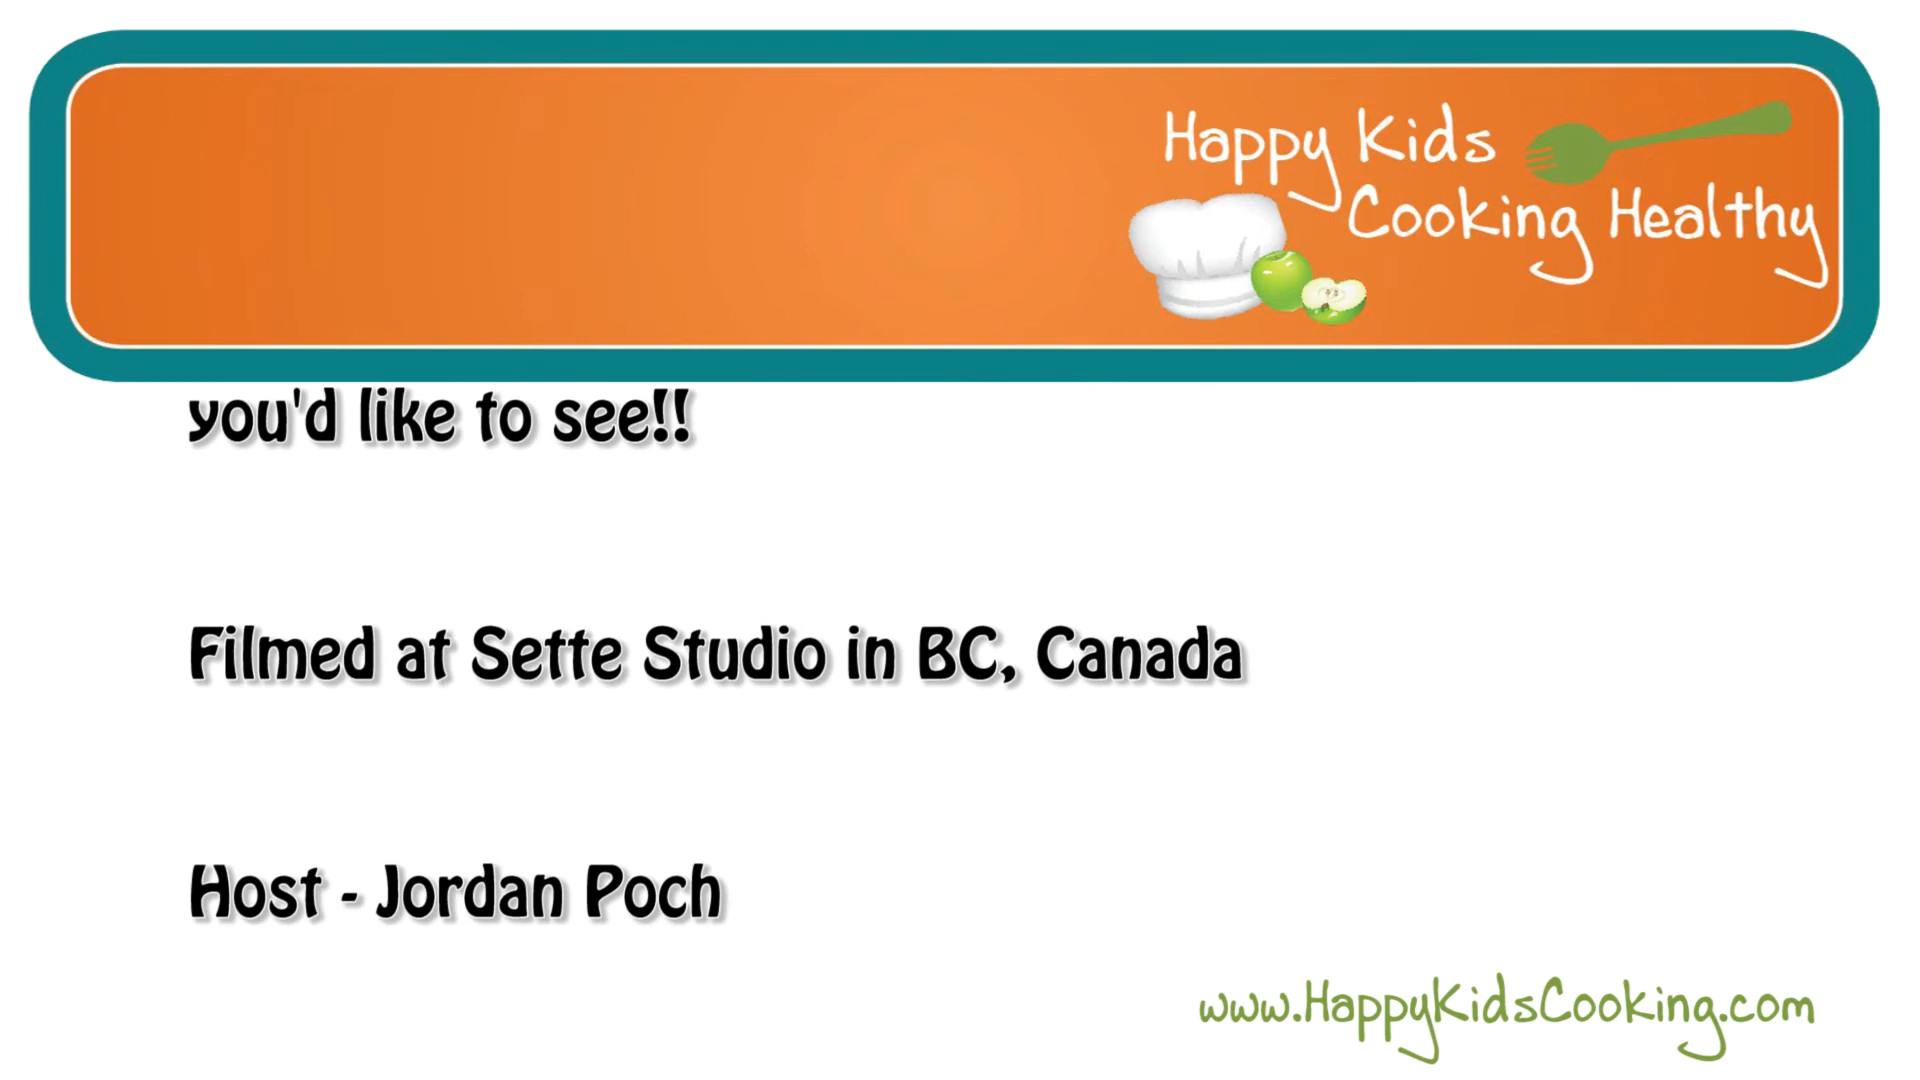 Happy Kids
Cooking Healthy
you'd like to see!!
Filmed at Sette Studio in BC, Canada
Host - Jordan Poch
www.HappyKidsCooking.com